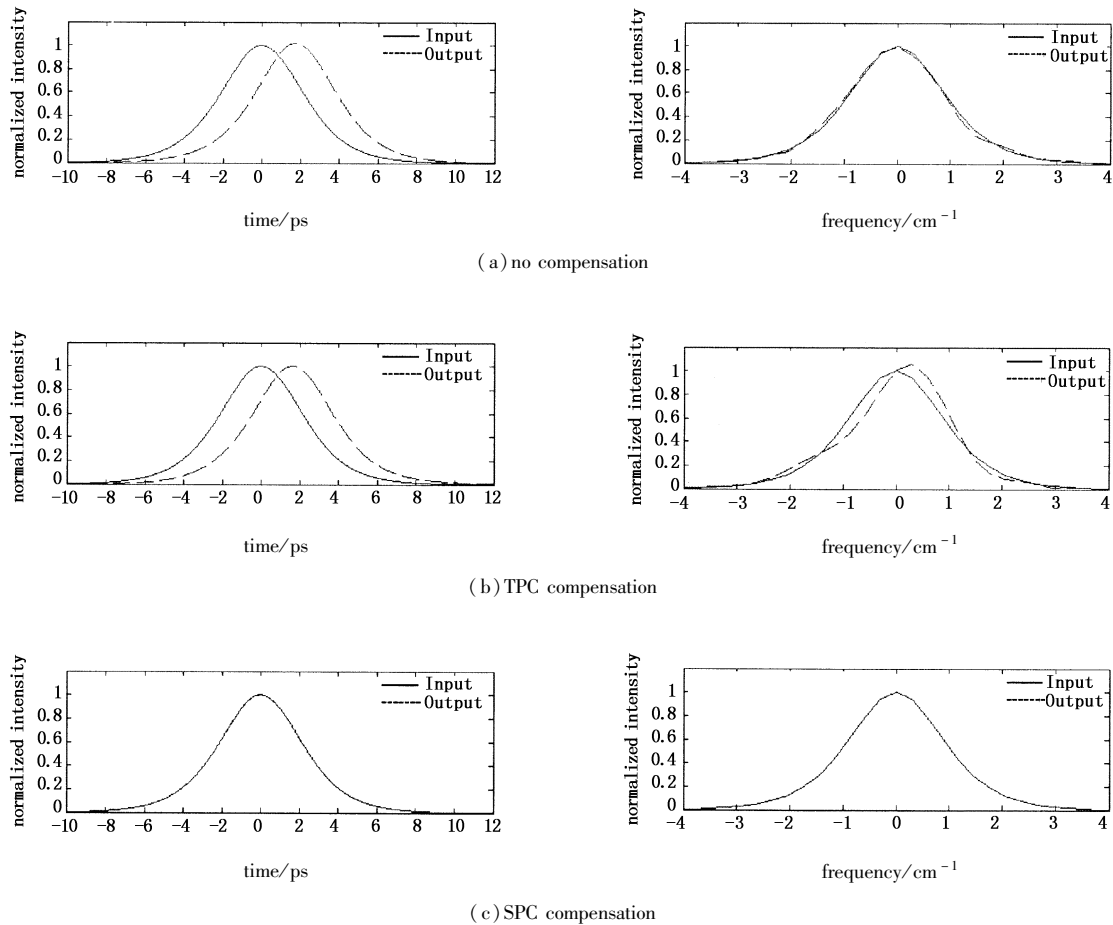 normalized intensity
1
0.8
0.6
0.4
0.2
0
Input
Output
-10 -8 -6 -4 -2 0 2 4 6 8 10 12
time/ps
normalized intensity
1
0.8
0.6
0.4
0.2
0
Input
Output
-4 -3 -2 -1 0 1 2 3 4
frequency/cm⁻¹
(a) no compensation
normalized intensity
1
0.8
0.6
0.4
0.2
0
Input
Output
-10 -8 -6 -4 -2 0 2 4 6 8 10 12
time/ps
normalized intensity
1
0.8
0.6
0.4
0.2
0
Input
Output
-4 -3 -2 -1 0 1 2 3 4
frequency/cm⁻¹
(b) TPC compensation
normalized intensity
1
0.8
0.6
0.4
0.2
0
Input
Output
-10 -8 -6 -4 -2 0 2 4 6 8 10 12
time/ps
normalized intensity
1
0.8
0.6
0.4
0.2
0
Input
Output
-4 -3 -2 -1 0 1 2 3 4
frequency/cm⁻¹
(c) SPC compensation